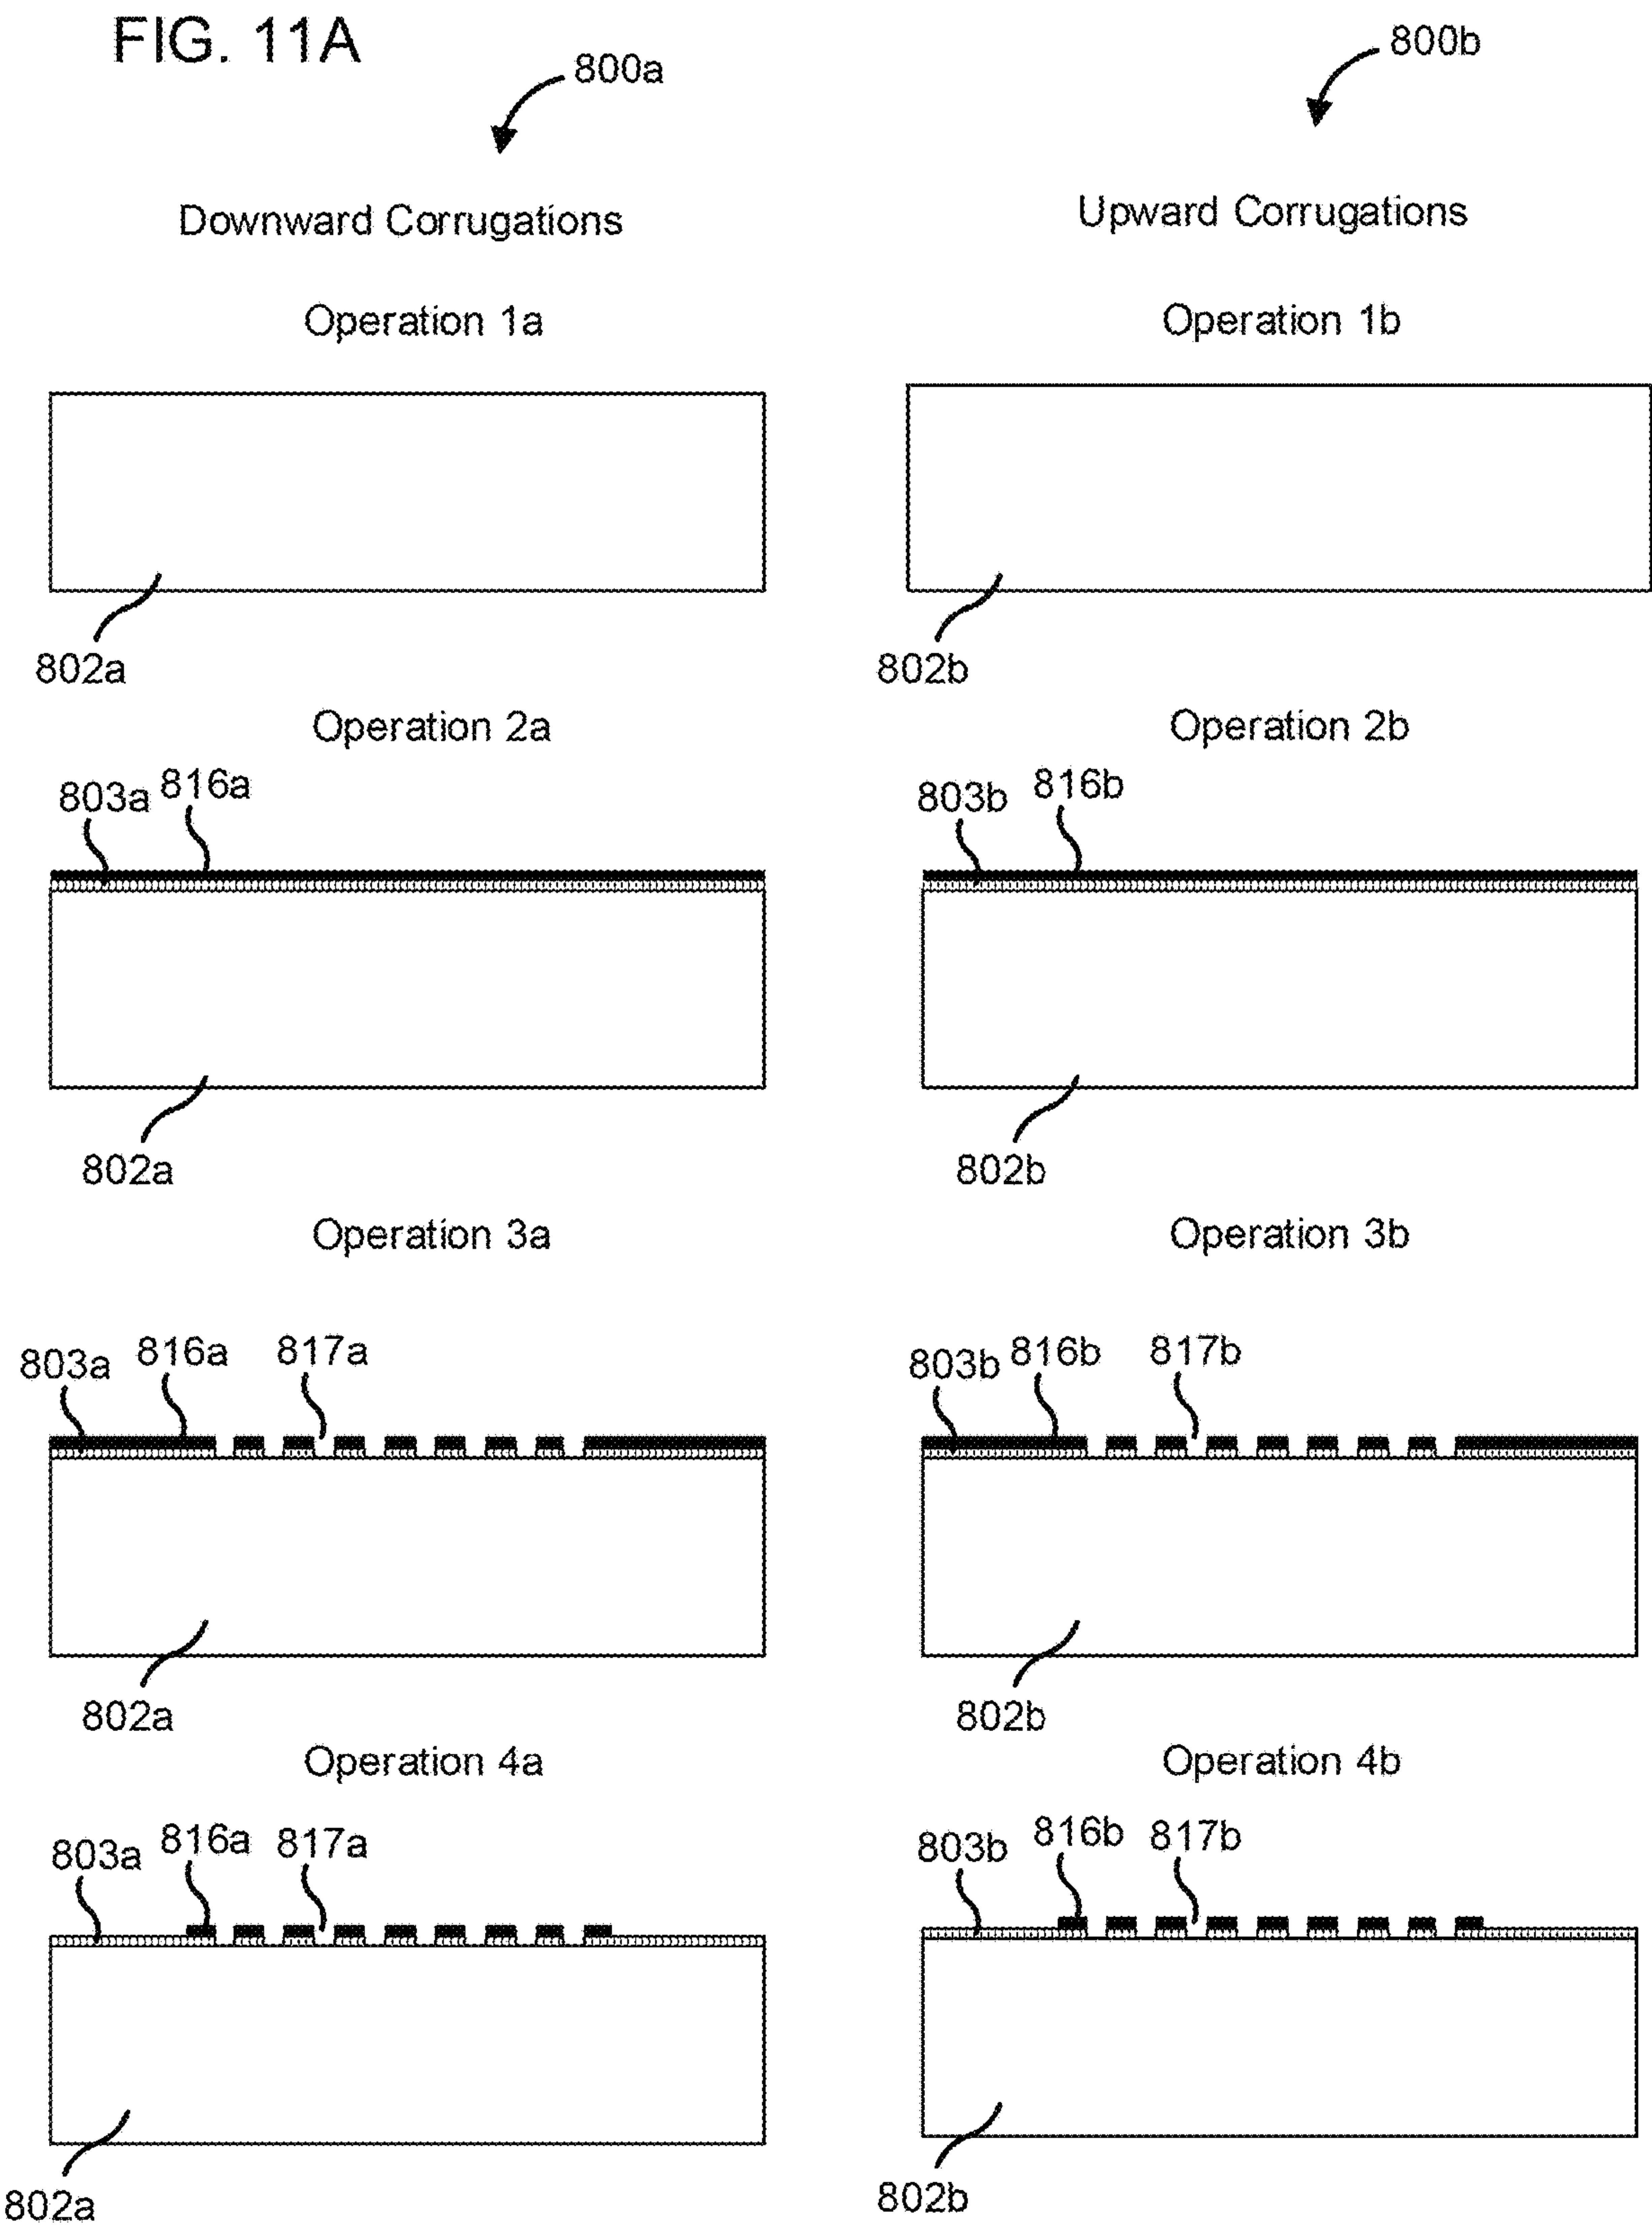 FIG. 11A
800a
800b
Downward Corrugations
Upward Corrugations
Operation 1a
Operation 1b
802a
802b
Operation 2a
Operation 2b
803a 816a
803b 816b
802a
802b
Operation 3a
Operation 3b
803a 816a 817a
803b 816b 817b
802a
802b
Operation 4a
Operation 4b
803a 816a 817a
803b 816b 817b
802a
802b